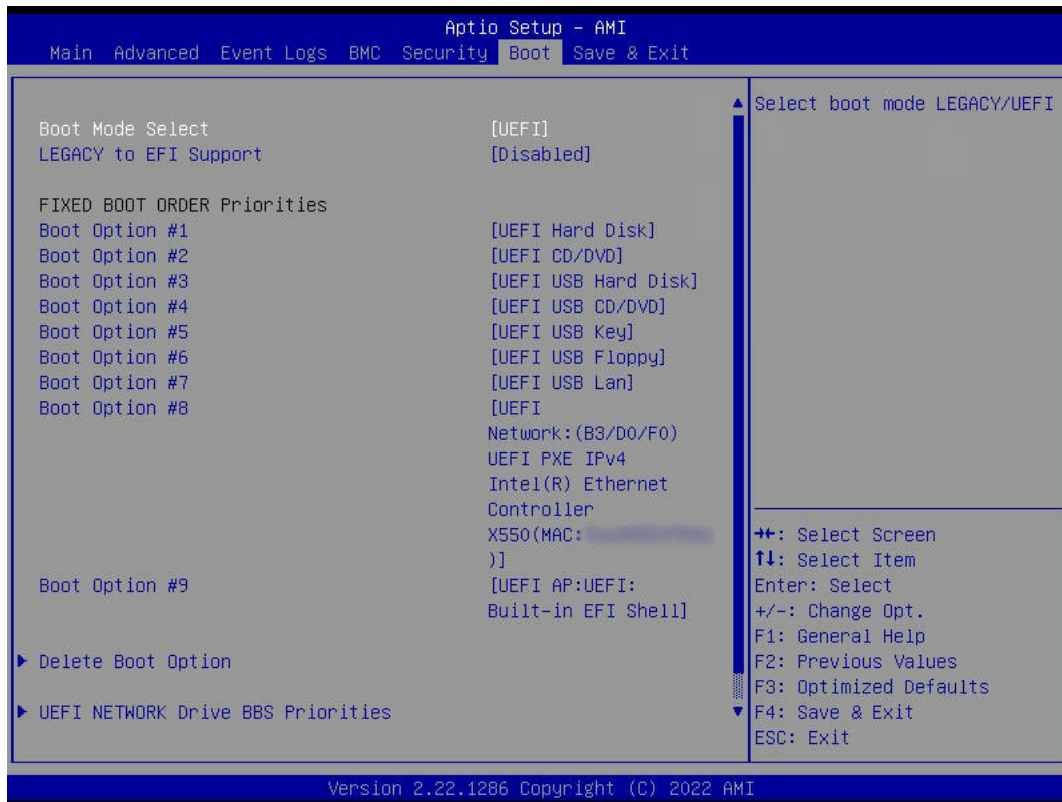 Aptio Setup - AMI
Main Advanced Event Logs BMC Security Boot Save & Exit
Boot Mode Select [UEFI]
LEGACY to EFI Support [Disabled]
FIXED BOOT ORDER Priorities
Boot Option #1 [UEFI Hard Disk]
Boot Option #2 [UEFI CD/DVD]
Boot Option #3 [UEFI USB Hard Disk]
Boot Option #4 [UEFI USB CD/DVD]
Boot Option #5 [UEFI USB Key]
Boot Option #6 [UEFI USB Floppy]
Boot Option #7 [UEFI USB Lan]
Boot Option #8 [UEFI
Network:(B3/D0/F0)
UEFI PXE IPv4
Intel(R) Ethernet
Controller
X550(MAC:
)]
Boot Option #9 [UEFI AP:UEFI:
Built-in EFI Shell]
Delete Boot Option
UEFI NETWORK Drive BBS Priorities
Select boot mode LEGACY/UEFI
→←: Select Screen
↑↓: Select Item
Enter: Select
+/-: Change Opt.
F1: General Help
F2: Previous Values
F3: Optimized Defaults
F4: Save & Exit
ESC: Exit
Version 2.22.1286 Copyright (C) 2022 AMI